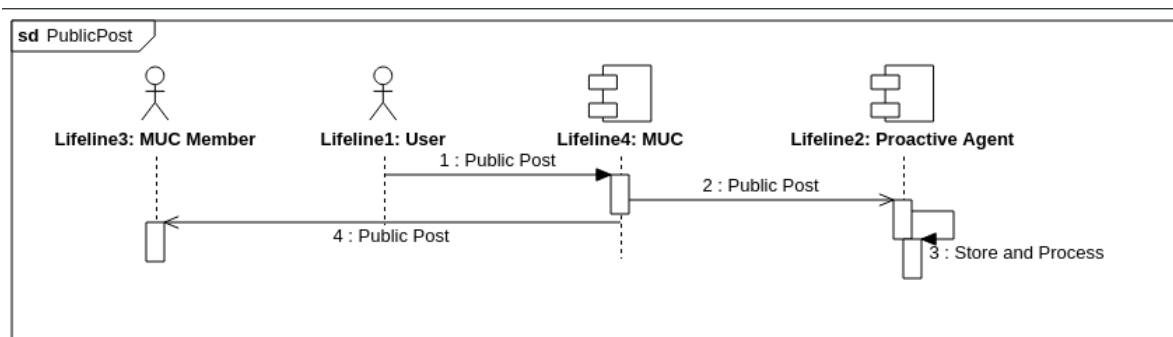 sd PublicPost
Lifeline3: MUC Member
Lifeline1: User
Lifeline4: MUC
Lifeline2: Proactive Agent
1 : Public Post
2 : Public Post
4 : Public Post
3 : Store and Process